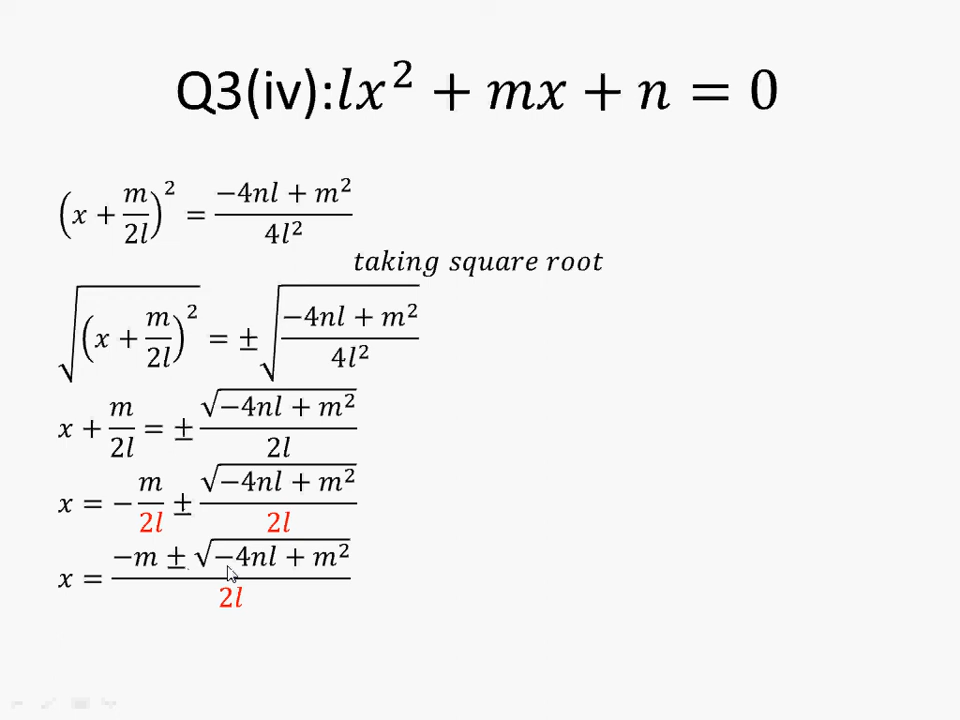 Q3(iv): lx² + mx + n = 0
(x + m/2l)² = (−4nl + m²)/4l²
taking square root
√((x + m/2l)²) = ±√((−4nl + m²)/4l²)
x + m/2l = ± √(−4nl + m²)/2l
x = − m/2l ± √(−4nl + m²)/2l
x = (−m ± √(−4nl + m²))/2l